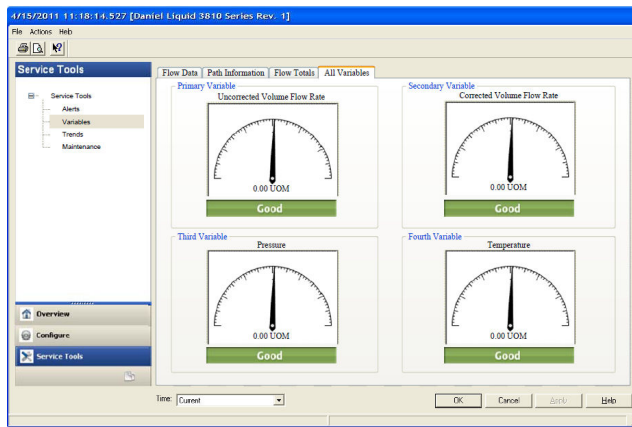 4/15/2011 11:18:14.527 [Daniel Liquid 3810 Series Rev. 1]
File Actions Help
Service Tools
Service Tools
Alerts
Variables
Trends
Maintenance
Overview
Configure
Service Tools
Flow Data Path Information Flow Totals All Variables
Primary Variable
Uncorrected Volume Flow Rate
0.00 UOM
Good
Secondary Variable
Corrected Volume Flow Rate
0.00 UOM
Good
Third Variable
Pressure
0.00 UOM
Good
Fourth Variable
Temperature
0.00 UOM
Good
Time: Current
OK Cancel Apply Help